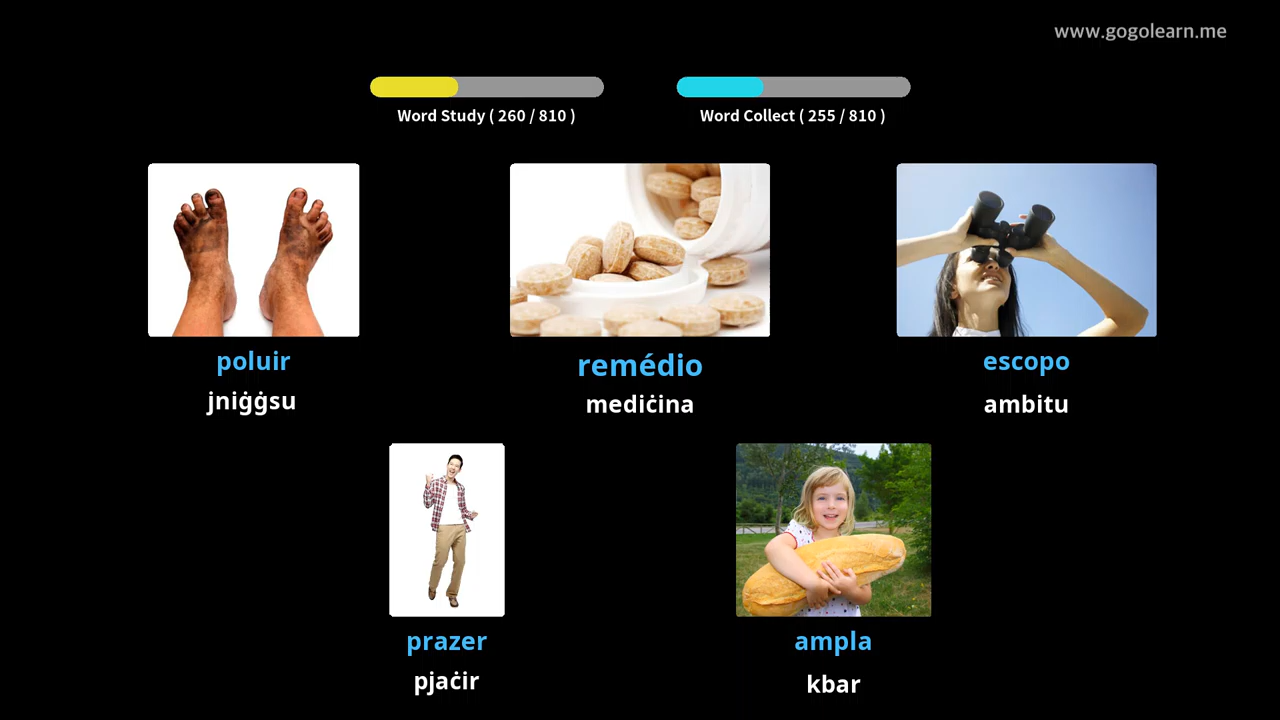 www.gogolearn.me
Word Study ( 260 / 810 )
Word Collect ( 255 / 810 )
poluir
jniġġsu
remédio
mediċina
escopo
ambitu
prazer
pjaċir
ampla
kbar